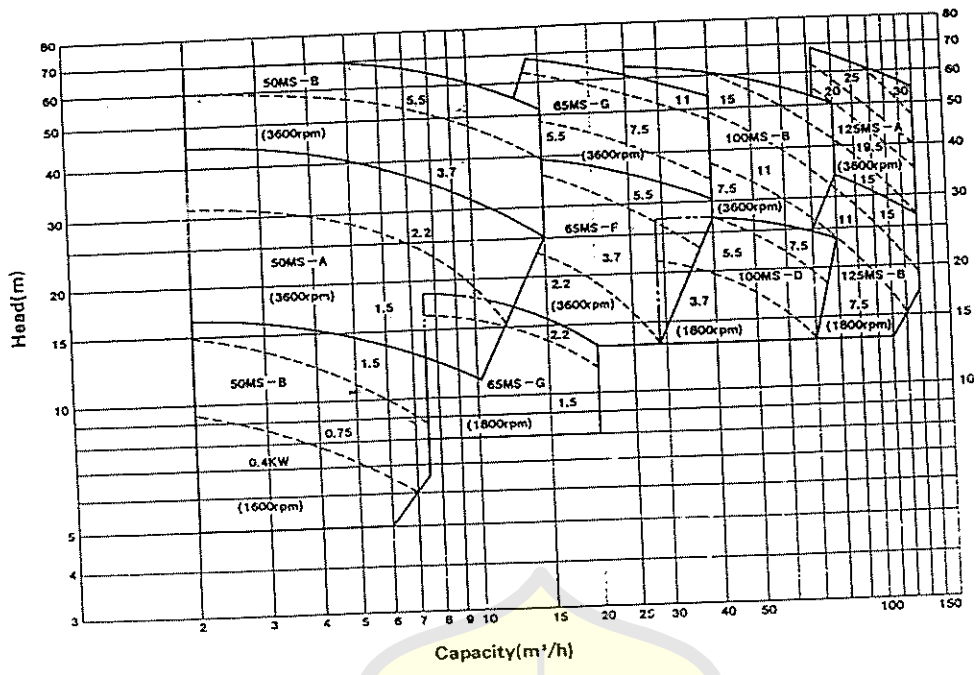 80 80
70 70
60 60
50 50
40 40
30 30
20 20
15 15
10 10
5
4
3
Head(m)
50MS-B
5.5
(3600rpm)
3.7
2.2
50MS-A
(3600rpm)
1.5
1.5
50MS-B
0.75
0.4KW
(1600rpm)
65MS-G
5.5
7.5
(3600rpm)
11
15
100MS-B
11
7.5
(3600rpm)
20
25
30
125MS-A
19.5
(3600rpm)
15
15
11
5.5
65MS-F
3.7
2.2
(3600rpm)
2.2
65MS-G
1.5
(1800rpm)
7.5
5.5
100MS-D
3.7
(1800rpm)
125MS-B
7.5
(1800rpm)
3 2 3 4 5 6 7 8 9 10 15 20 25 30 40 50 100 150
Capacity(m³/h)